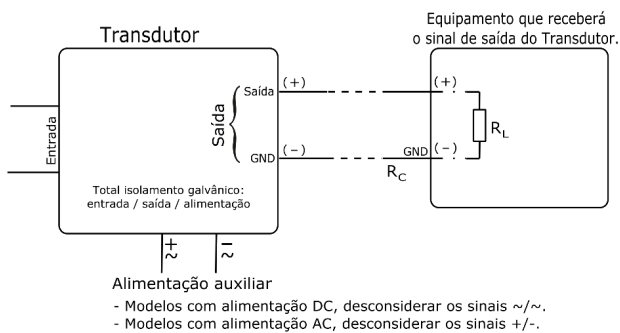 Equipamento que receberá
o sinal de saída do Transdutor.
Transdutor
Entrada
Saída
Saída
(+)
GND
(-)
(+)
GND
(-)
R_L
R_C
Total isolamento galvânico:
entrada / saída / alimentação
+
~
-
~
Alimentação auxiliar
- Modelos com alimentação DC, desconsiderar os sinais ~/~.
- Modelos com alimentação AC, desconsiderar os sinais +/-.